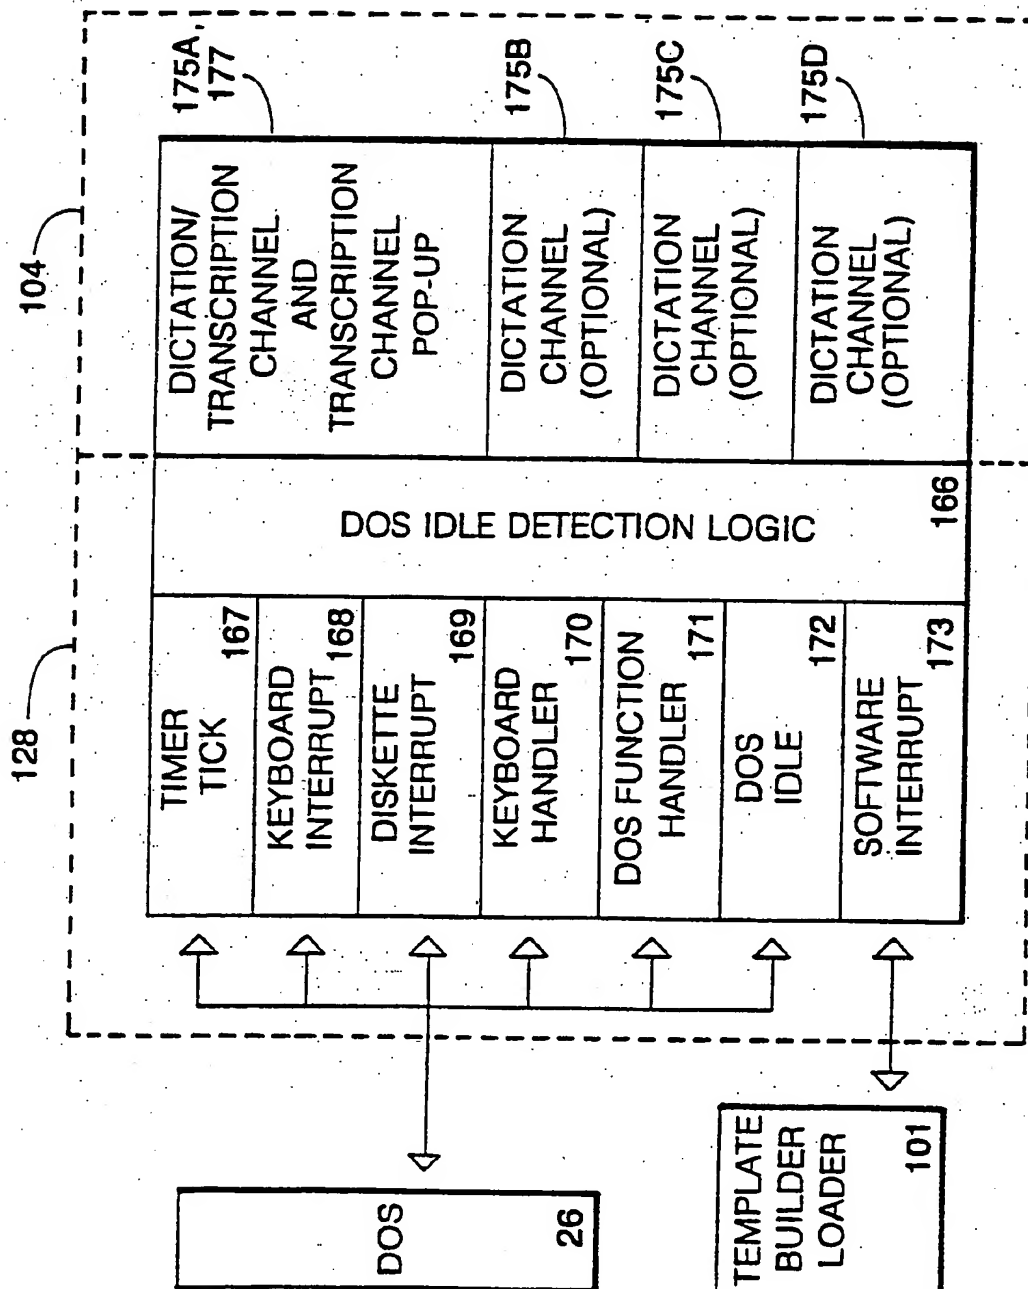 128
104
TIMER
TICK
167
KEYBOARD
INTERRUPT
168
DISKETTE
INTERRUPT
169
KEYBOARD
HANDLER
170
DOS FUNCTION
HANDLER
171
DOS
IDLE
172
SOFTWARE
INTERRUPT
173
DOS IDLE DETECTION LOGIC
166
DICTATION/
TRANSCRIPTION
CHANNEL
AND
TRANSCRIPTION
CHANNEL
POP-UP
175A,
177
DICTATION
CHANNEL
(OPTIONAL)
175B
DICTATION
CHANNEL
(OPTIONAL)
175C
DICTATION
CHANNEL
(OPTIONAL)
175D
DOS
26
TEMPLATE
BUILDER
LOADER
101